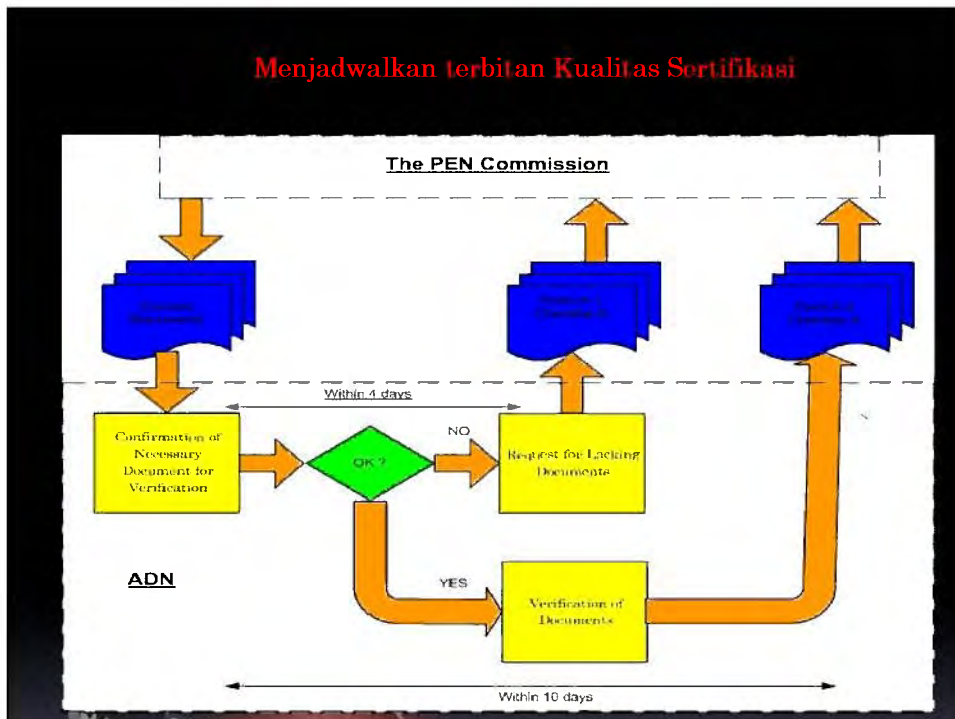 Menjadwalkan terbitan Kualitas Sertifikasi
The PEN Commission
Within 4 days
Confirmation of
Necessary
Document for
Verification
OK ?
NO
Request for Lacking
Documents
ADN
YES
Verification of
Documents
Within 10 days